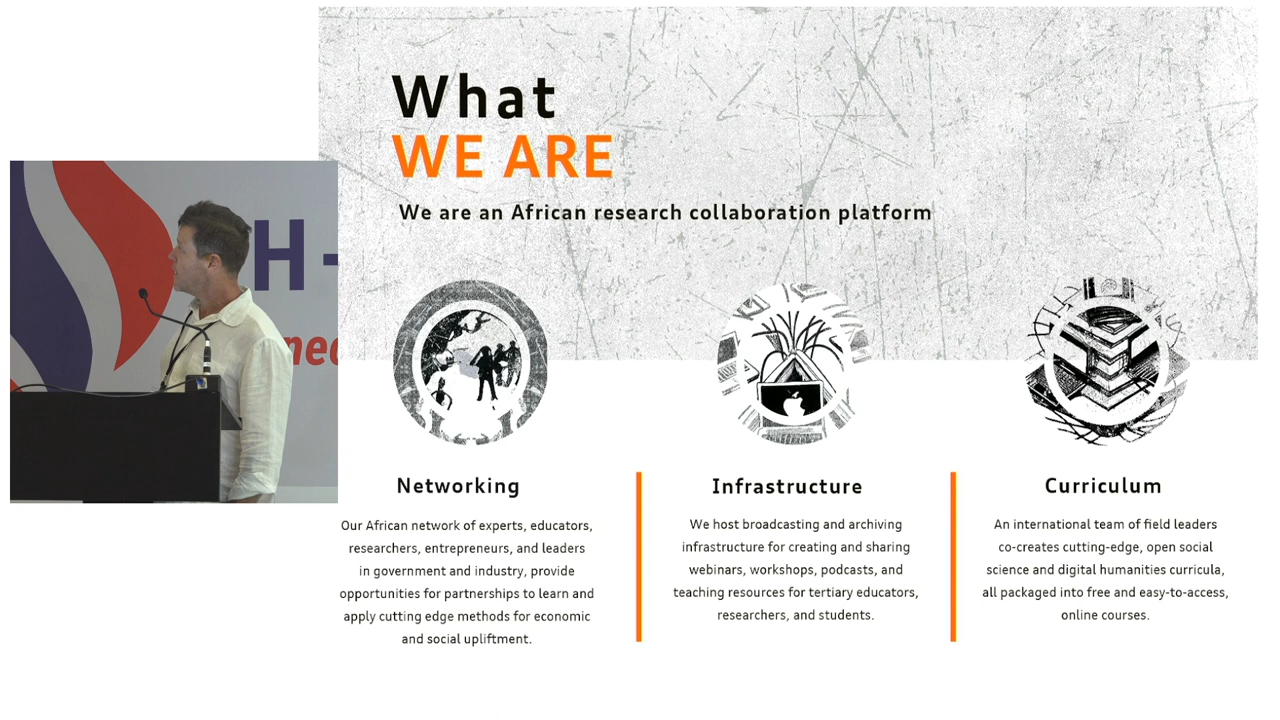 What
WE ARE
We are an African research collaboration platform
H -
nec
Networking
Our African network of experts, educators,
researchers, entrepreneurs, and leaders
in government and industry, provide
opportunities for partnerships to learn and
apply cutting edge methods for economic
and social upliftment.
Infrastructure
We host broadcasting and archiving
infrastructure for creating and sharing
webinars, workshops, podcasts, and
teaching resources for tertiary educators,
researchers, and students.
Curriculum
An international team of field leaders
co-creates cutting-edge, open social
science and digital humanities curricula,
all packaged into free and easy-to-access,
online courses.